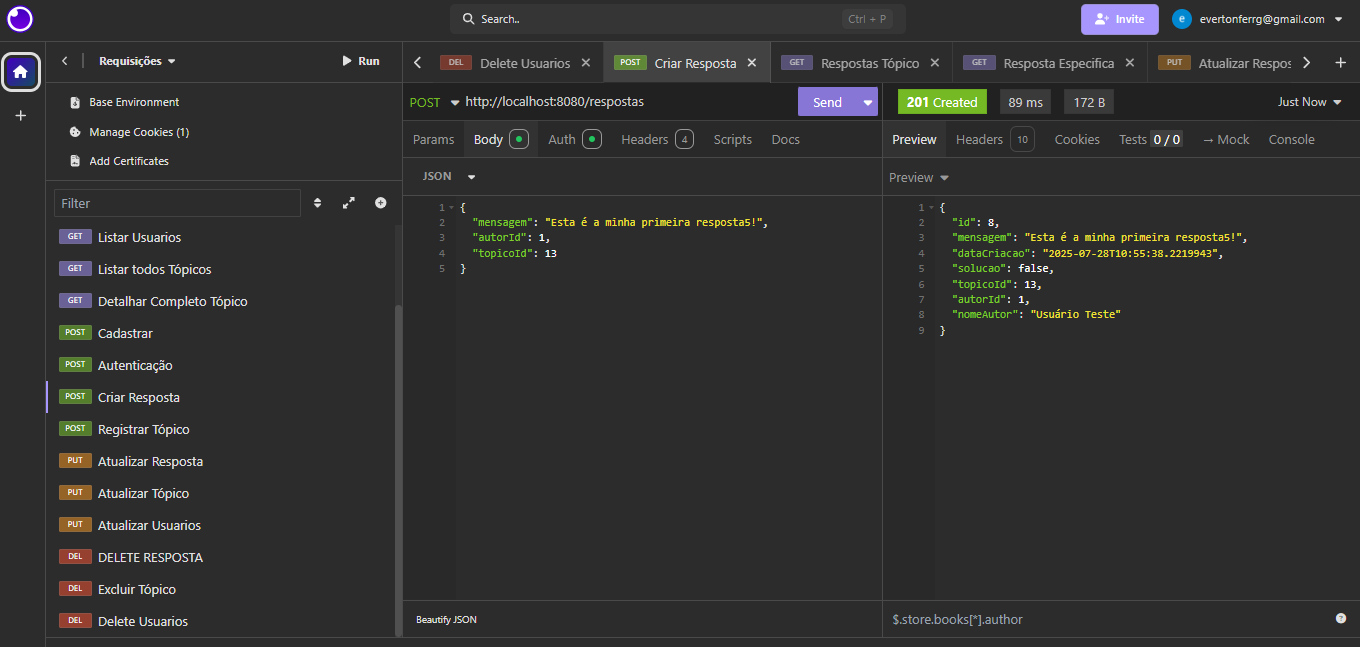 Search..
Ctrl + P
Invite
e
evertonferrg@gmail.com
Requisições
Run
DEL Delete Usuarios
POST Criar Resposta
GET Respostas Tópico
GET Resposta Especifica
PUT Atualizar Respos
Base Environment
Manage Cookies (1)
Add Certificates
Filter
GET Listar Usuarios
GET Listar todos Tópicos
GET Detalhar Completo Tópico
POST Cadastrar
POST Autenticação
POST Criar Resposta
POST Registrar Tópico
PUT Atualizar Resposta
PUT Atualizar Tópico
PUT Atualizar Usuarios
DEL DELETE RESPOSTA
DEL Excluir Tópico
DEL Delete Usuarios
POST http://localhost:8080/respostas
Send
Params Body Auth Headers 4 Scripts Docs
JSON
1 {
2 "mensagem": "Esta é a minha primeira resposta5!",
3 "autorId": 1,
4 "topicoId": 13
5 }
Beautify JSON
201 Created 89 ms 172 B Just Now
Preview Headers 10 Cookies Tests 0 / 0 → Mock Console
Preview
1 {
2 "id": 8,
3 "mensagem": "Esta é a minha primeira resposta5!",
4 "dataCriacao": "2025-07-28T10:55:38.2219943",
5 "solucao": false,
6 "topicoId": 13,
7 "autorId": 1,
8 "nomeAutor": "Usuário Teste"
9 }
$.store.books[*].author
?